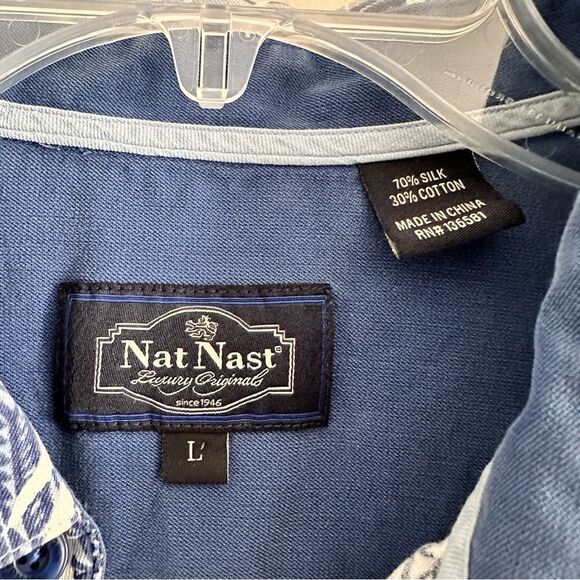 70% SILK
30% COTTON
MADE IN CHINA
RN# 136581
Nat Nast
Luxury Originals
since 1946
L